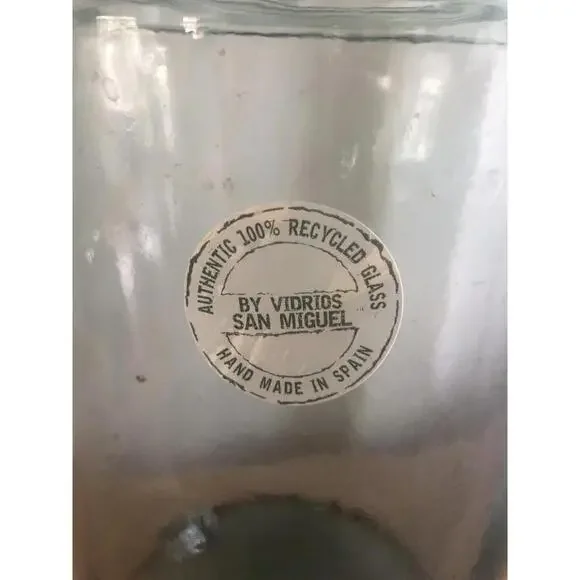 AUTHENTIC 100% RECYCLED GLASS
BY VIDRIOS
SAN MIGUEL
HAND MADE IN SPAIN